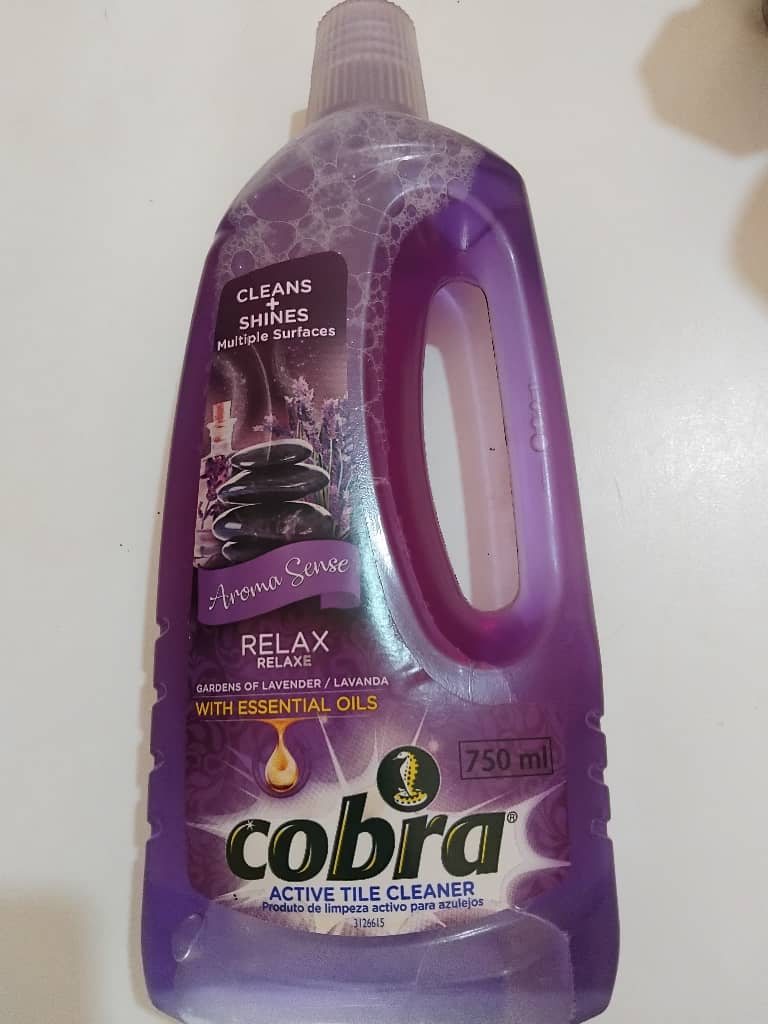 CLEANS
+
SHINES
Multiple Surfaces
Aroma Sense
RELAX
RELAXE
GARDENS OF LAVENDER / LAVANDA
WITH ESSENTIAL OILS
750 ml
cobra®
ACTIVE TILE CLEANER
Produto de limpeza activo para azulejos
3126615